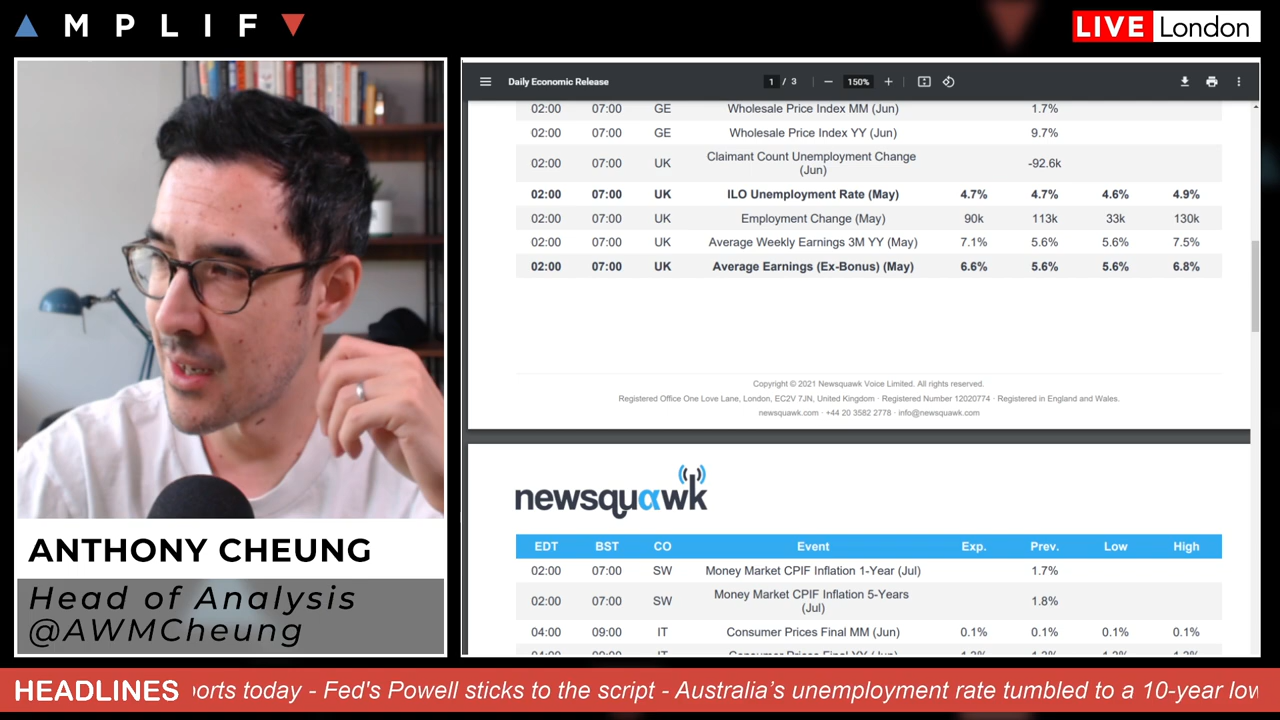 AMPLIFY
LIVE London
Daily Economic Release
1 / 3
150%
02:00 07:00 GE Wholesale Price Index MM (Jun) 1.7%
02:00 07:00 GE Wholesale Price Index YY (Jun) 9.7%
02:00 07:00 UK Claimant Count Unemployment Change (Jun) -92.6k
02:00 07:00 UK ILO Unemployment Rate (May) 4.7% 4.7% 4.6% 4.9%
02:00 07:00 UK Employment Change (May) 90k 113k 33k 130k
02:00 07:00 UK Average Weekly Earnings 3M YY (May) 7.1% 5.6% 5.6% 7.5%
02:00 07:00 UK Average Earnings (Ex-Bonus) (May) 6.6% 5.6% 5.6% 6.8%
Copyright © 2021 Newsquawk Voice Limited. All rights reserved.
Registered Office One Love Lane, London, EC2V 7JN, United Kingdom · Registered Number 12020774 · Registered in England and Wales.
newsquawk.com · +44 20 3582 2778 · info@newsquawk.com
newsquawk
EDT BST CO Event Exp. Prev. Low High
02:00 07:00 SW Money Market CPIF Inflation 1-Year (Jul) 1.7%
02:00 07:00 SW Money Market CPIF Inflation 5-Years (Jul) 1.8%
04:00 09:00 IT Consumer Prices Final MM (Jun) 0.1% 0.1% 0.1% 0.1%
ANTHONY CHEUNG
Head of Analysis
@AWMCheung
HEADLINES orts today - Fed's Powell sticks to the script - Australia's unemployment rate tumbled to a 10-year low